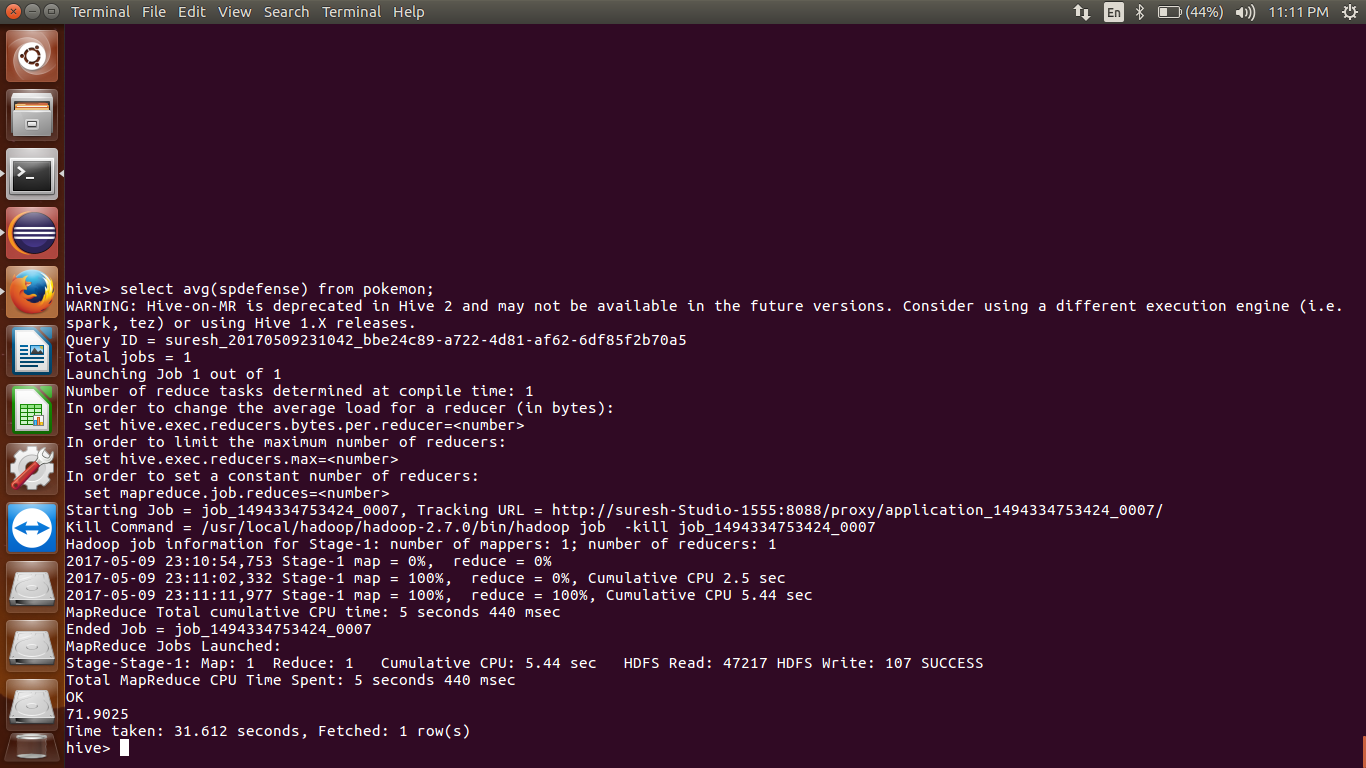 Terminal File Edit View Search Terminal Help En (44%) 11:11 PM
hive> select avg(spdefense) from pokemon;
WARNING: Hive-on-MR is deprecated in Hive 2 and may not be available in the future versions. Consider using a different execution engine (i.e.
spark, tez) or using Hive 1.X releases.
Query ID = suresh_20170509231042_bbe24c89-a722-4d81-af62-6df85f2b70a5
Total jobs = 1
Launching Job 1 out of 1
Number of reduce tasks determined at compile time: 1
In order to change the average load for a reducer (in bytes):
  set hive.exec.reducers.bytes.per.reducer=<number>
In order to limit the maximum number of reducers:
  set hive.exec.reducers.max=<number>
In order to set a constant number of reducers:
  set mapreduce.job.reduces=<number>
Starting Job = job_1494334753424_0007, Tracking URL = http://suresh-Studio-1555:8088/proxy/application_1494334753424_0007/
Kill Command = /usr/local/hadoop/hadoop-2.7.0/bin/hadoop job  -kill job_1494334753424_0007
Hadoop job information for Stage-1: number of mappers: 1; number of reducers: 1
2017-05-09 23:10:54,753 Stage-1 map = 0%,  reduce = 0%
2017-05-09 23:11:02,332 Stage-1 map = 100%,  reduce = 0%, Cumulative CPU 2.5 sec
2017-05-09 23:11:11,977 Stage-1 map = 100%,  reduce = 100%, Cumulative CPU 5.44 sec
MapReduce Total cumulative CPU time: 5 seconds 440 msec
Ended Job = job_1494334753424_0007
MapReduce Jobs Launched:
Stage-Stage-1: Map: 1  Reduce: 1   Cumulative CPU: 5.44 sec   HDFS Read: 47217 HDFS Write: 107 SUCCESS
Total MapReduce CPU Time Spent: 5 seconds 440 msec
OK
71.9025
Time taken: 31.612 seconds, Fetched: 1 row(s)
hive>